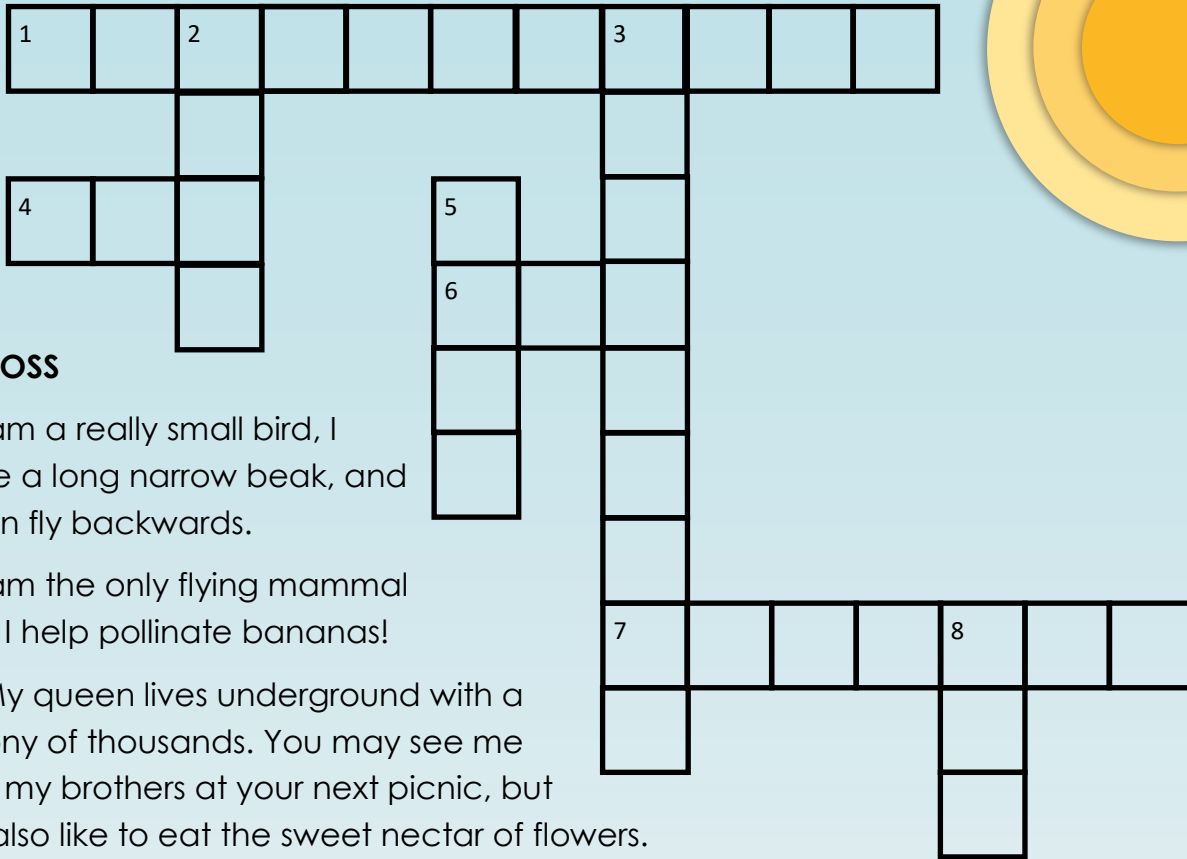 1 2 3
4 5
6
OSS
am a really small bird, I
e a long narrow beak, and
n fly backwards.
am the only flying mammal
I help pollinate bananas!
7 8
My queen lives underground with a
ny of thousands. You may see me
my brothers at your next picnic, but
also like to eat the sweet nectar of flowers.